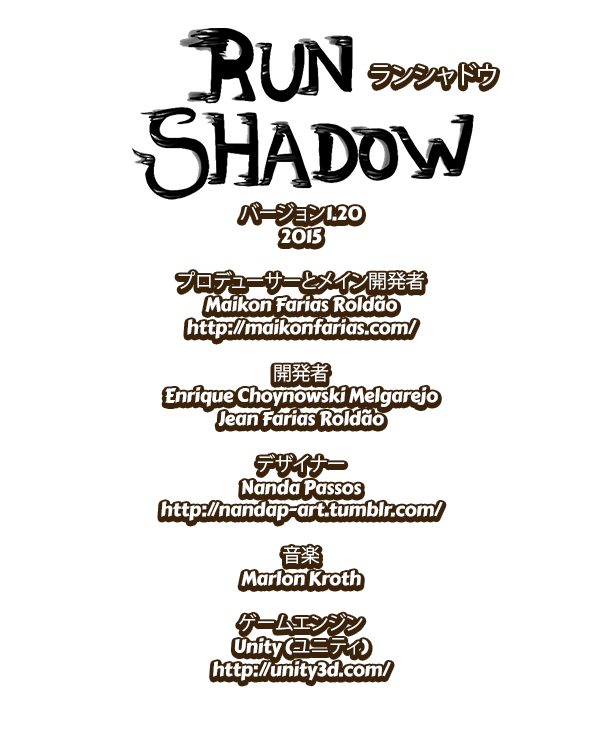 RUN
ランシャドウ
SHADOW
バージョン1.20
2015
プロデューサーとメイン開発者
Maikon Farias Roldão
http://maikonfarias.com/
開発者
Enrique Choynowski Melgarejo
Jean Farias Roldão
デザイナー
Nanda Passos
http://nandap-art.tumblr.com/
音楽
Marlon Kroth
ゲームエンジン
Unity (ユニティ)
http://unity3d.com/